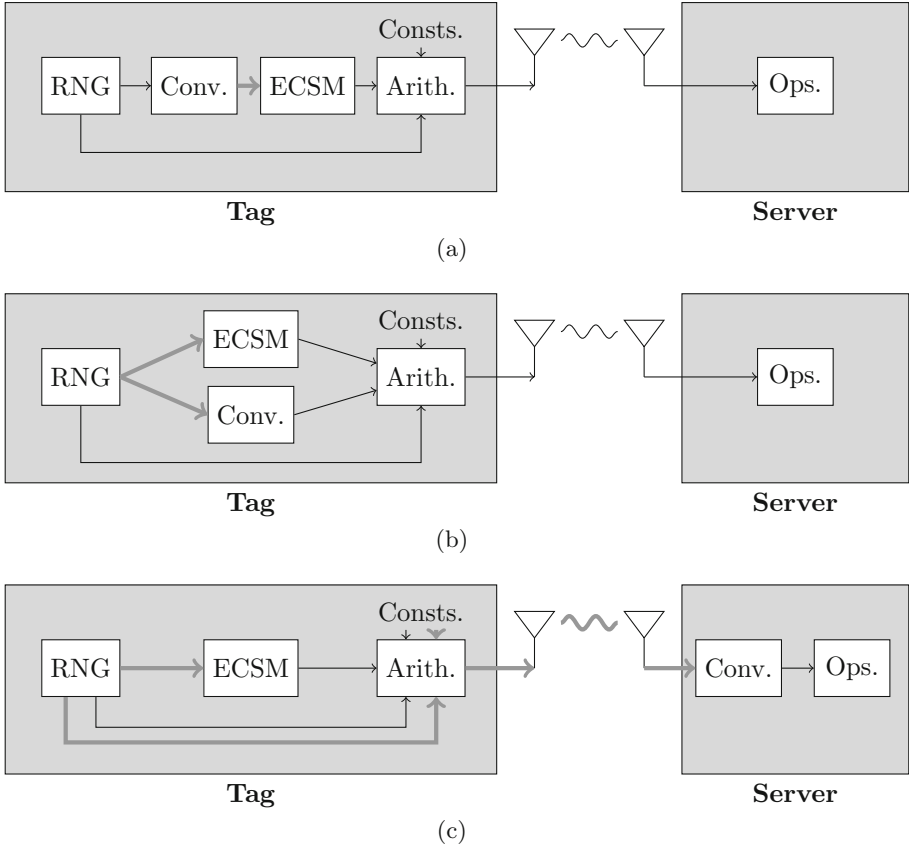 Consts.
RNG Conv. ECSM Arith. Ops.
Tag Server
(a)
ECSM Consts.
RNG Arith. Ops.
Conv.
Tag Server
(b)
Consts.
RNG ECSM Arith. Conv. Ops.
Tag Server
(c)